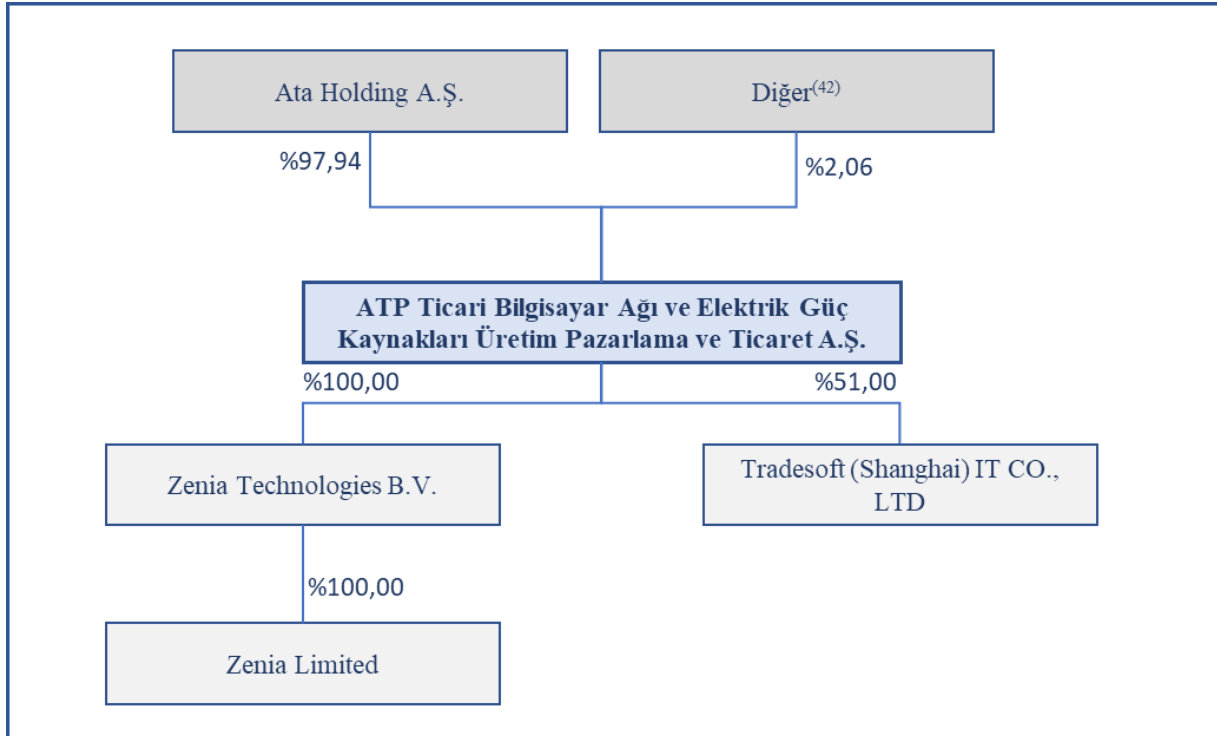 Ata Holding A.Ş.
Diğer(42)
%97,94
%2,06
ATP Ticari Bilgisayar Ağı ve Elektrik Güç
Kaynakları Üretim Pazarlama ve Ticaret A.Ş.
%100,00
%51,00
Zenia Technologies B.V.
Tradesoft (Shanghai) IT CO.,
LTD
%100,00
Zenia Limited